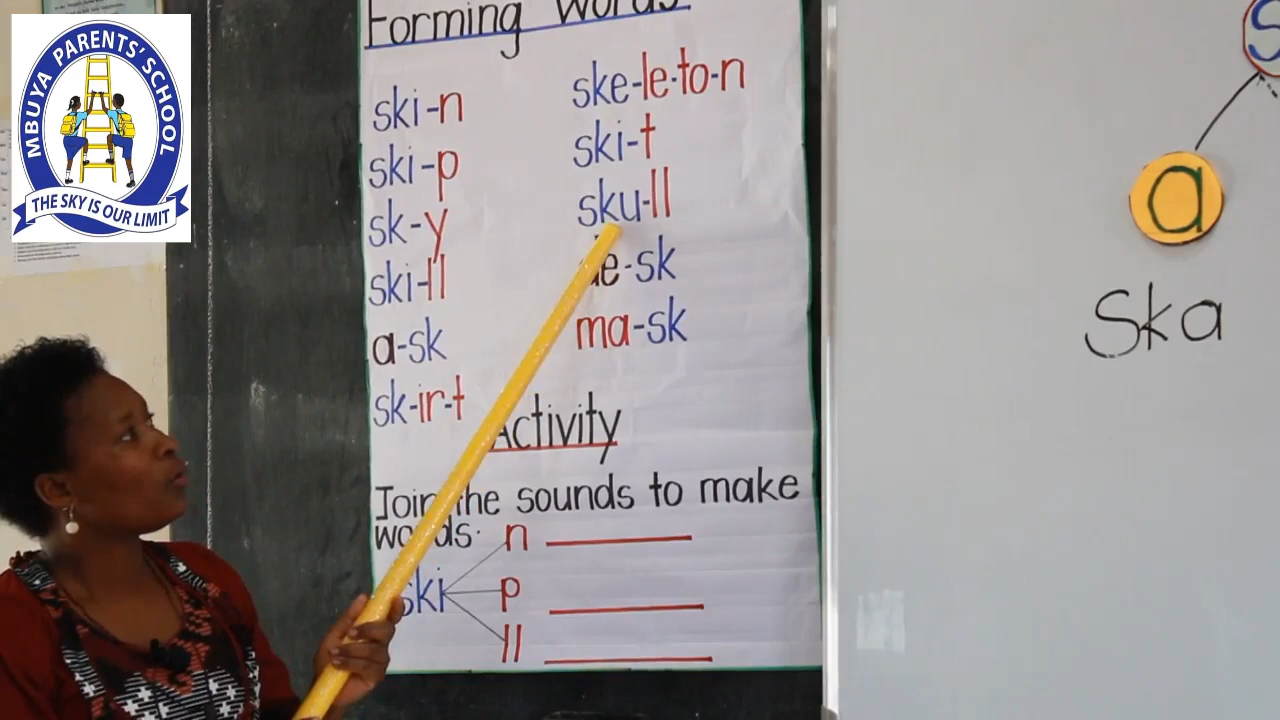 MBUYA PARENTS' SCHOOL
THE SKY IS OUR LIMIT
Forming Words
ski-n
ski-p
sk-y
ski-ll
a-sk
sk-ir-t
ske-le-to-n
ski-t
sku-ll
de-sk
ma-sk
Activity
Join the sounds to make
words.
ski
n
p
ll
s
a
Ska